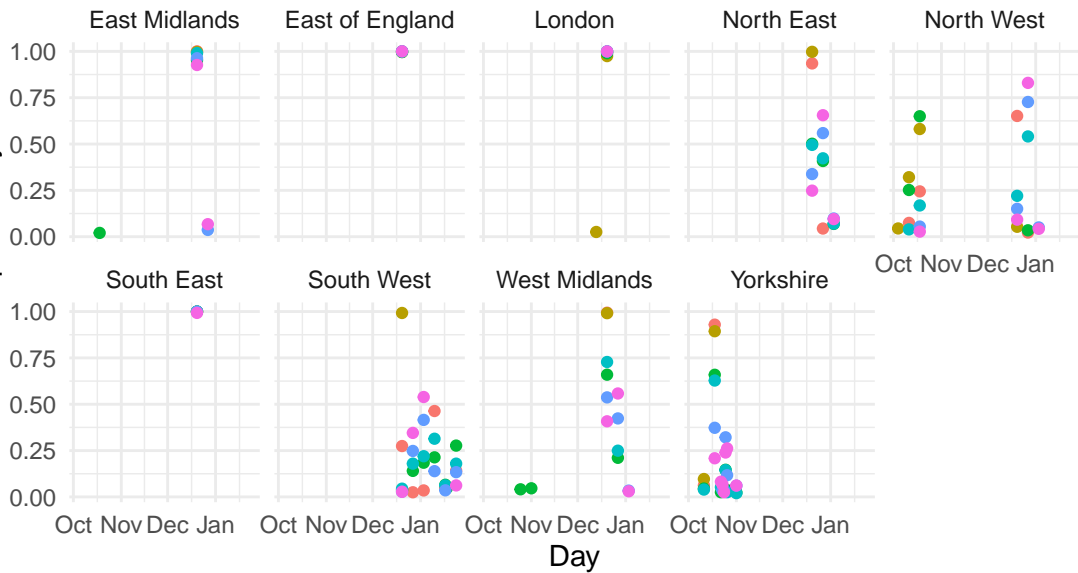 East Midlands East of England London North East North West
1.00
0.75
0.50
0.25
0.00
Oct Nov Dec Jan
South East South West West Midlands Yorkshire
1.00
0.75
0.50
0.25
0.00
Oct Nov Dec Jan Oct Nov Dec Jan Oct Nov Dec Jan Oct Nov Dec Jan
Day